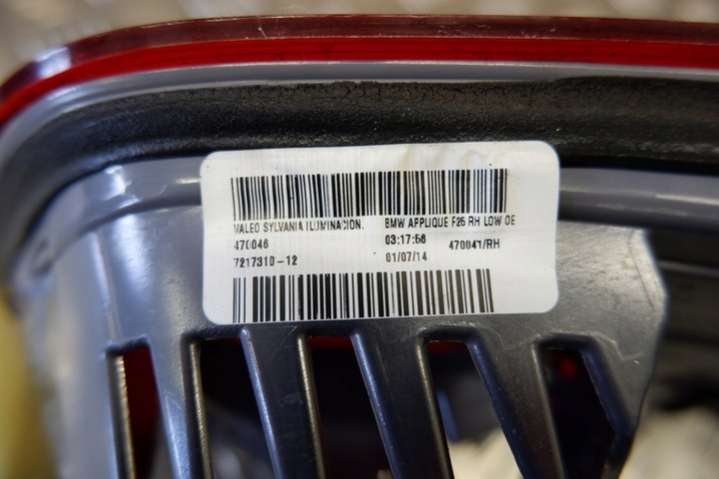 VALEO SYLVANIA ILUMINACION. BMW APPLIQUE F25 RH LOW OE
470046 03:17:56 470041/RH
7217310-12 01/07/14